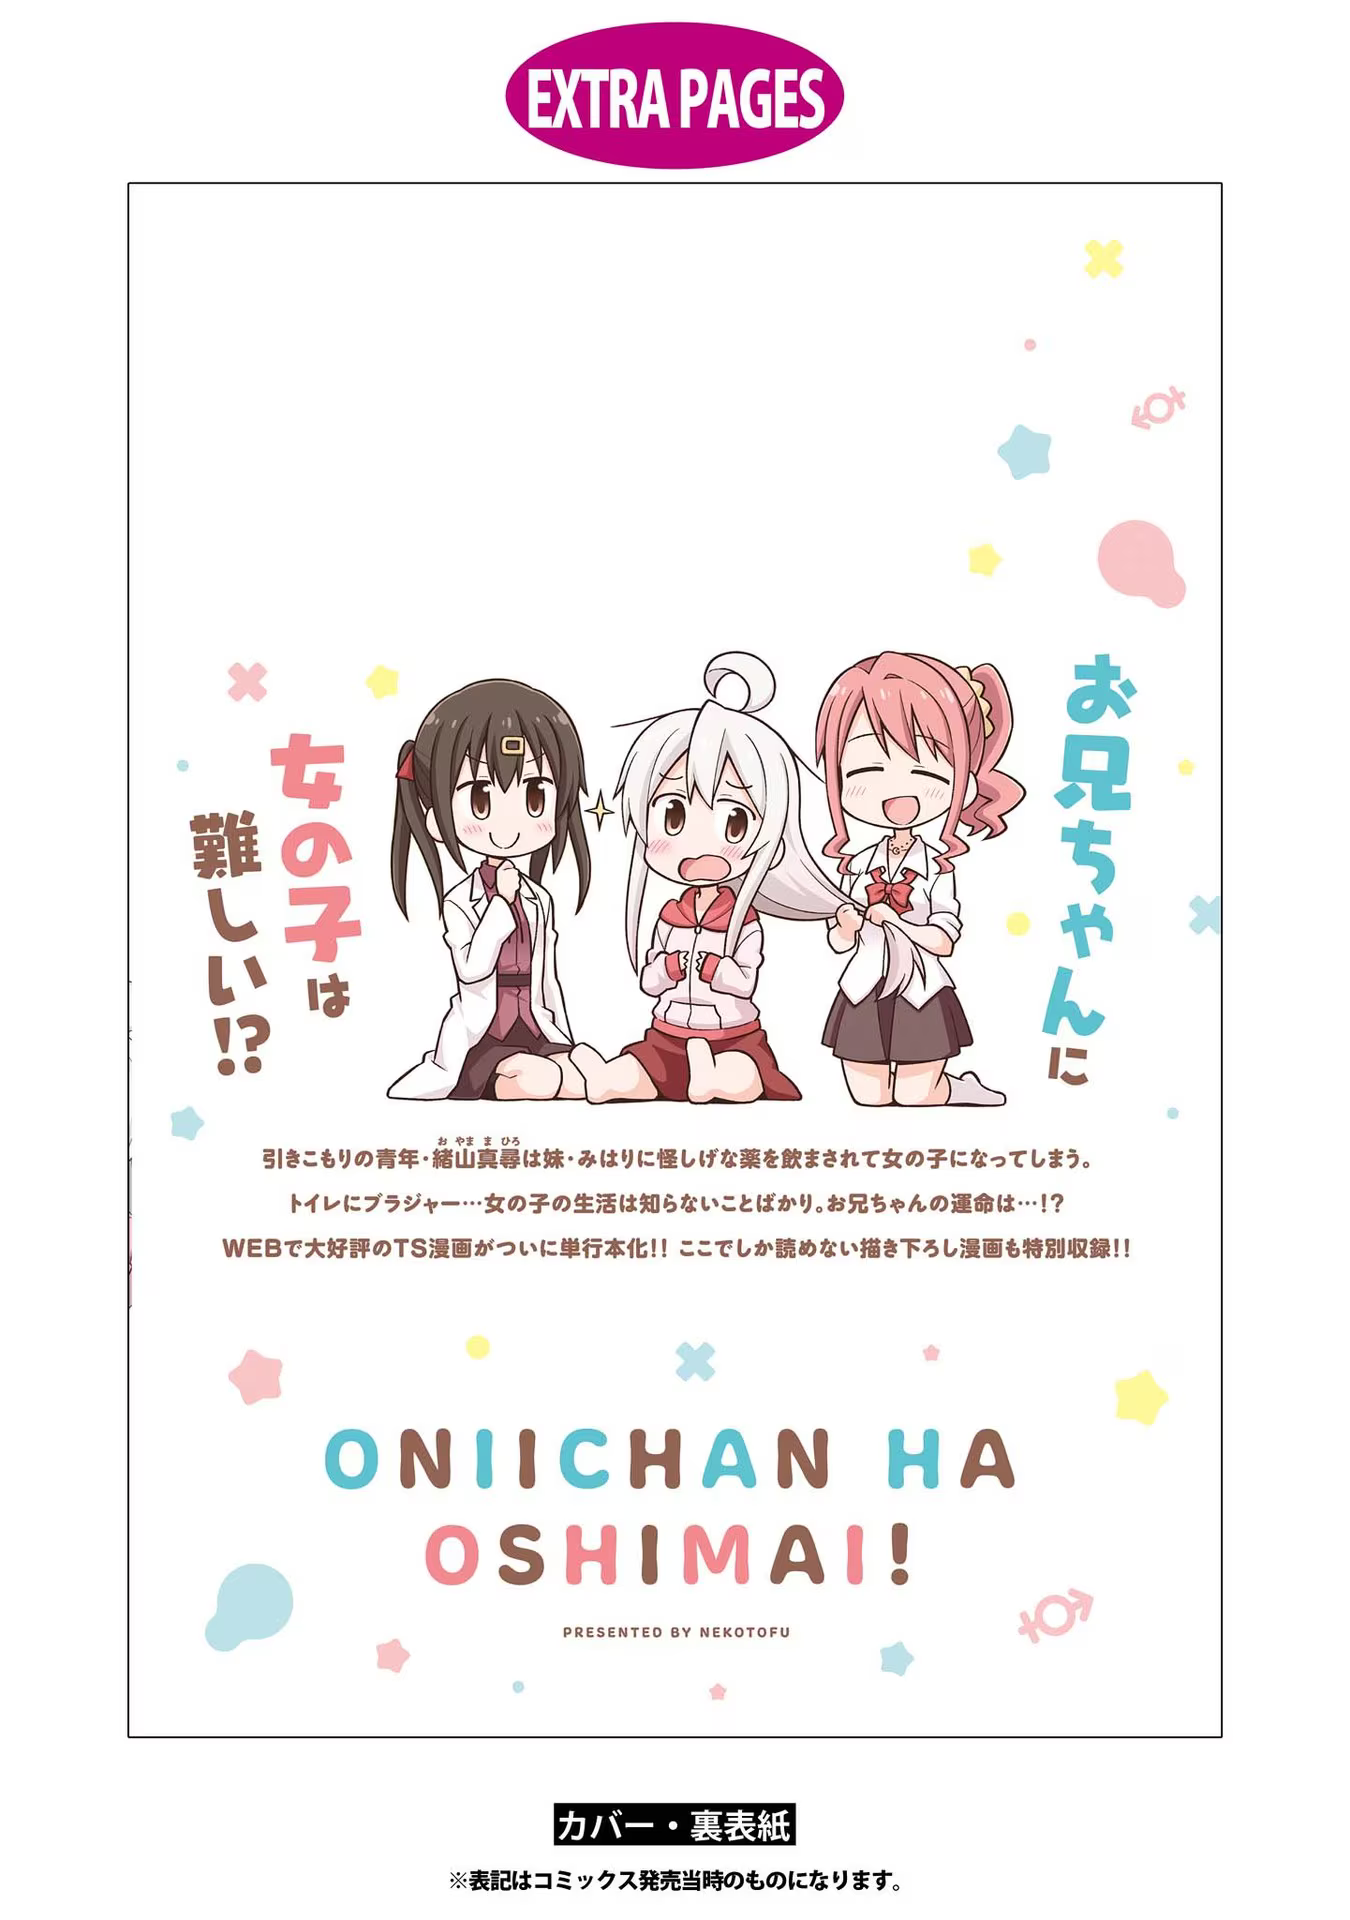 EXTRA PAGES
お兄ちゃんに
女の子は
難しい!?
引きこもりの青年・緒山真尋は妹・みはりに怪しげな薬を飲まされて女の子になってしまう。
お やま ま ひろ
トイレにブラジャー…女の子の生活は知らないことばかり。お兄ちゃんの運命は…!?
WEBで大好評のTS漫画がついに単行本化!! ここでしか読めない描き下ろし漫画も特別収録!!
ONIICHAN HA
OSHIMAI!
PRESENTED BY NEKOTOFU
カバー・裏表紙
※表記はコミックス発売当時のものになります。